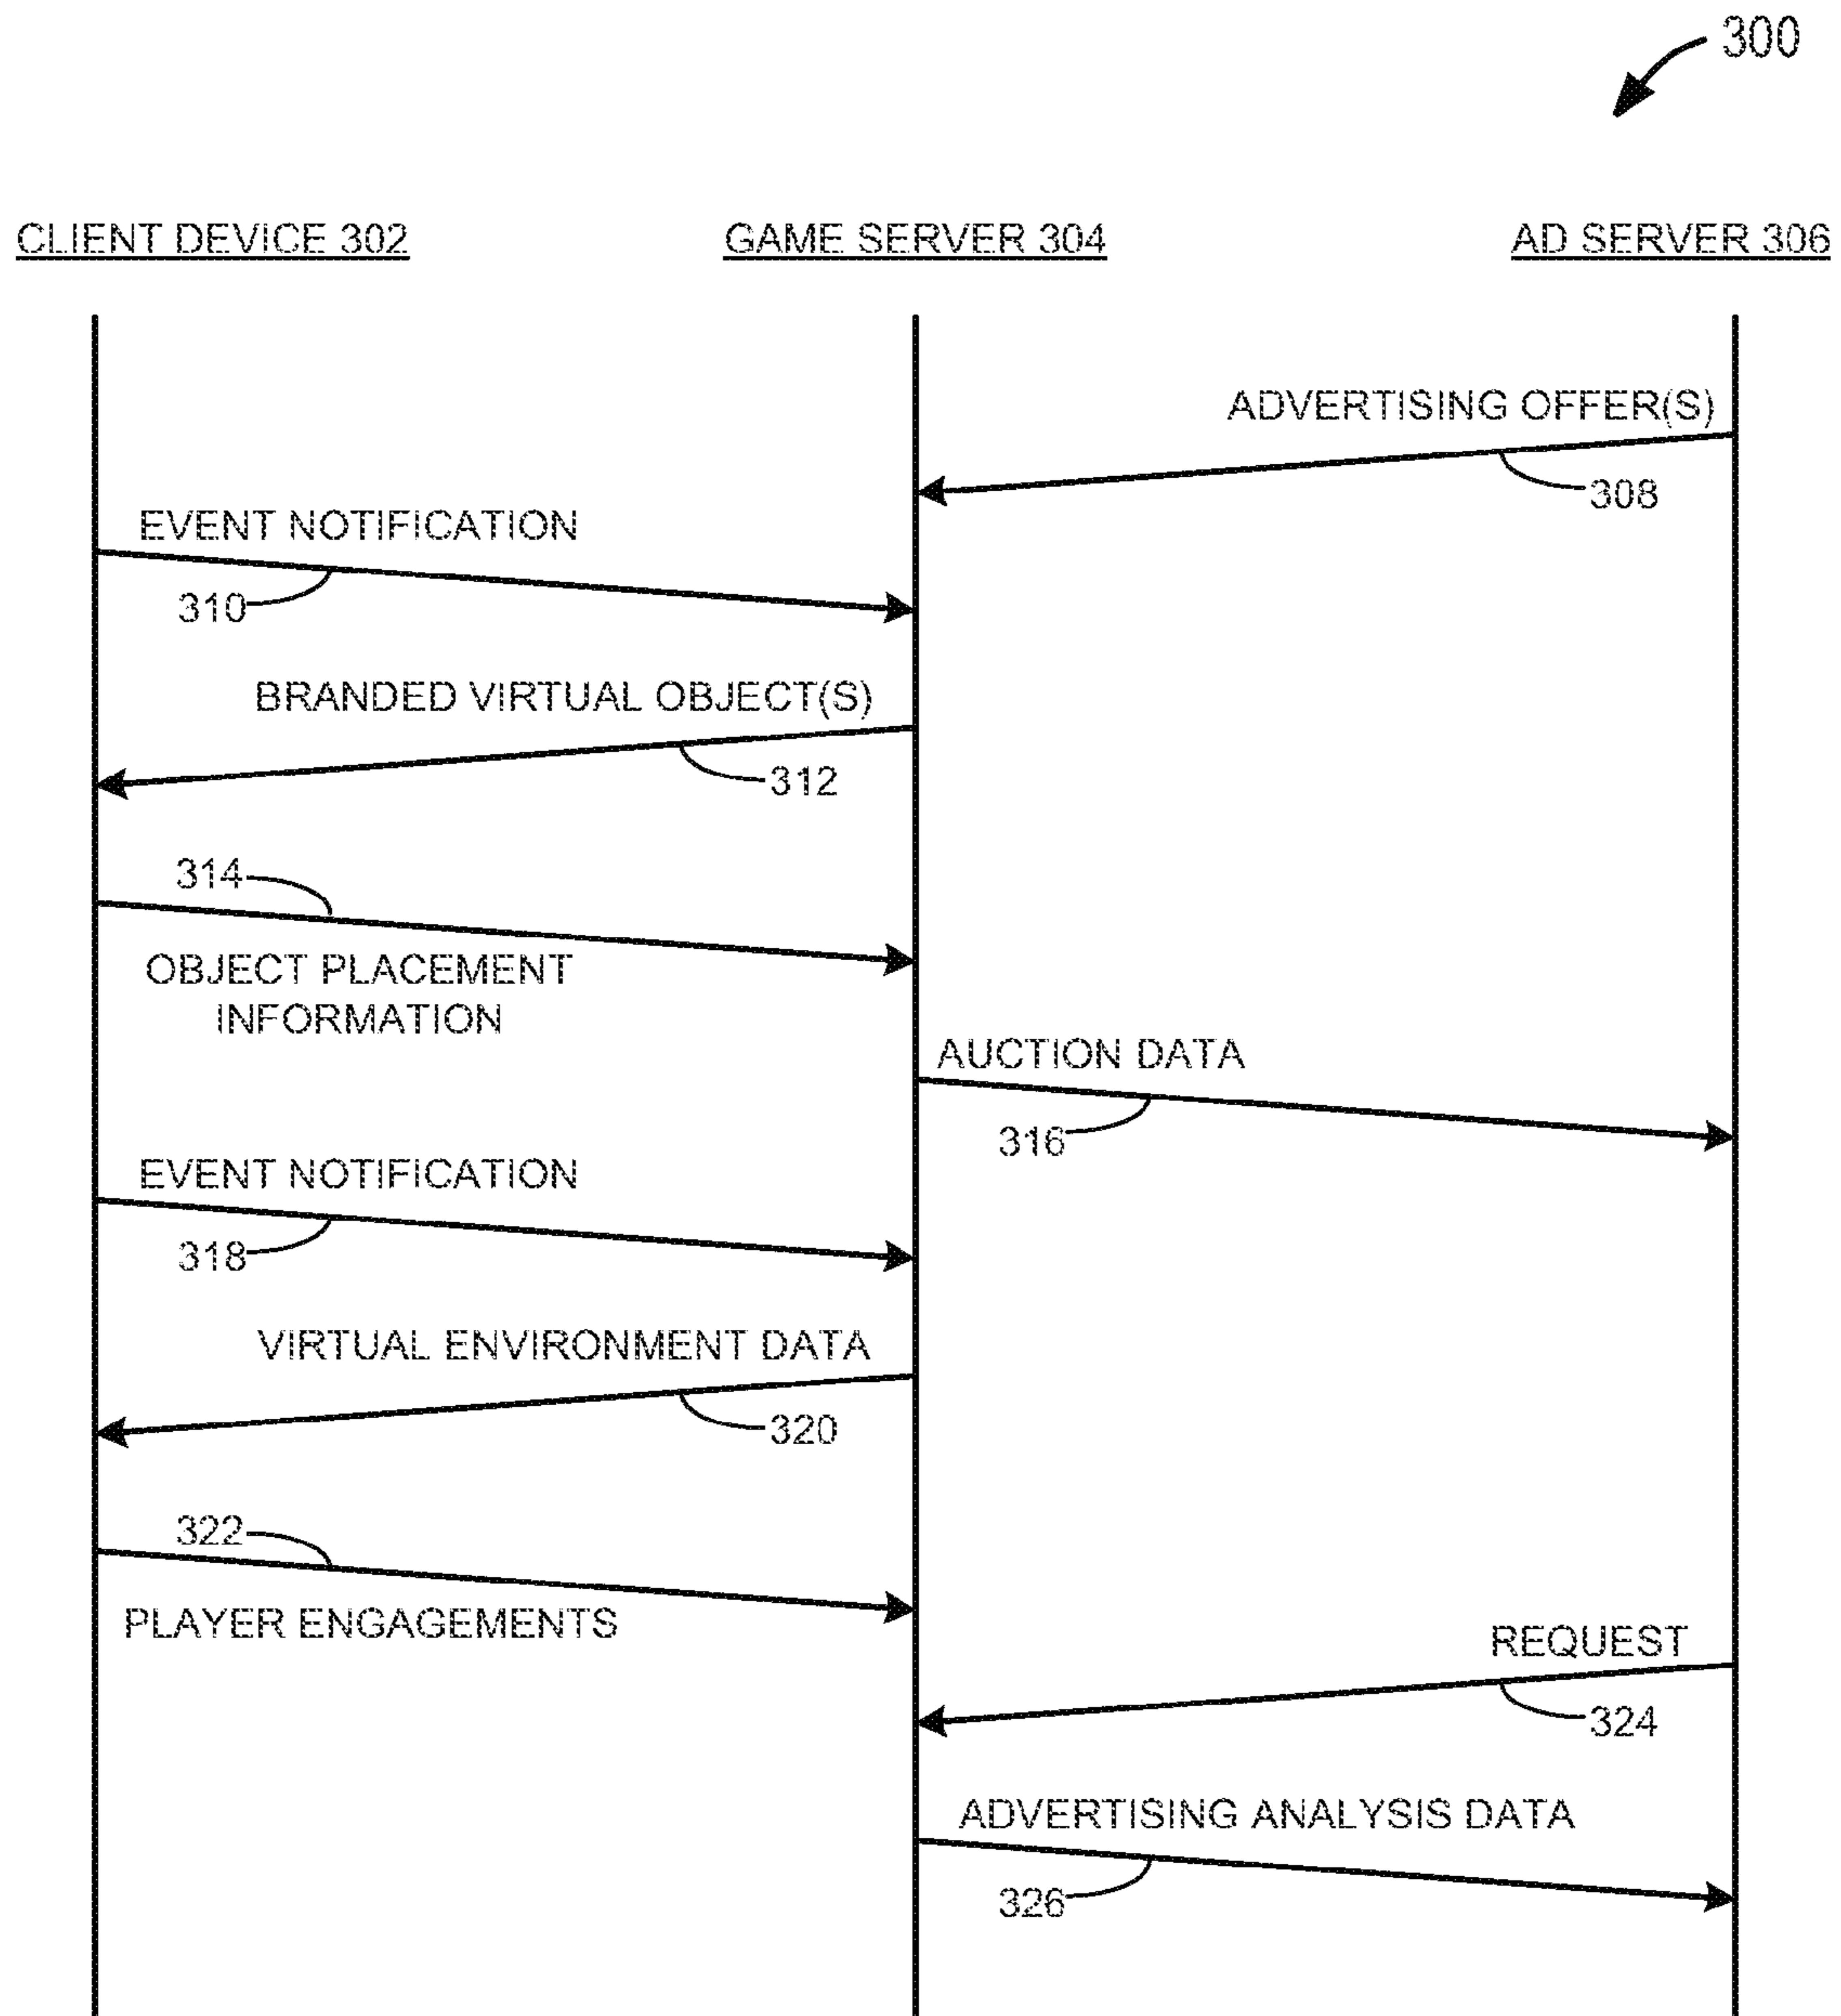 300
CLIENT DEVICE 302
GAME SERVER 304
AD SERVER 306
ADVERTISING OFFER(S)
308
EVENT NOTIFICATION
310
BRANDED VIRTUAL OBJECT(S)
312
314
OBJECT PLACEMENT
INFORMATION
AUCTION DATA
316
EVENT NOTIFICATION
318
VIRTUAL ENVIRONMENT DATA
320
322
PLAYER ENGAGEMENTS
REQUEST
324
ADVERTISING ANALYSIS DATA
326